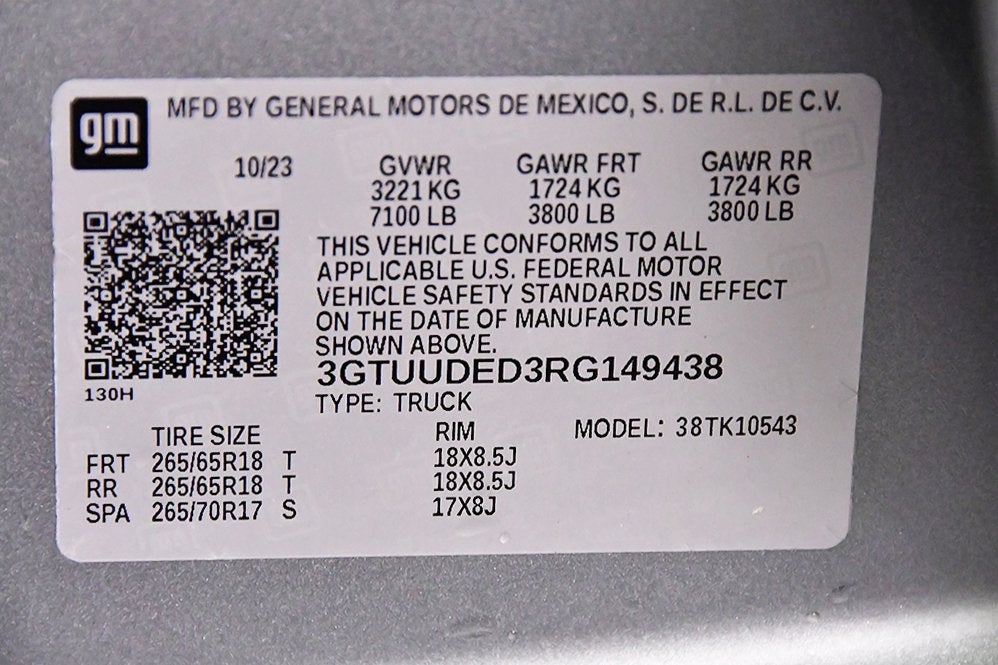 gm
MFD BY GENERAL MOTORS DE MEXICO, S. DE R.L. DE C.V.
10/23 GVWR GAWR FRT GAWR RR
3221 KG 1724 KG 1724 KG
7100 LB 3800 LB 3800 LB
THIS VEHICLE CONFORMS TO ALL
APPLICABLE U.S. FEDERAL MOTOR
VEHICLE SAFETY STANDARDS IN EFFECT
ON THE DATE OF MANUFACTURE
SHOWN ABOVE.
3GTUUDED3RG149438
130H
TYPE: TRUCK
TIRE SIZE RIM MODEL: 38TK10543
FRT 265/65R18 T 18X8.5J
RR 265/65R18 T 18X8.5J
SPA 265/70R17 S 17X8J